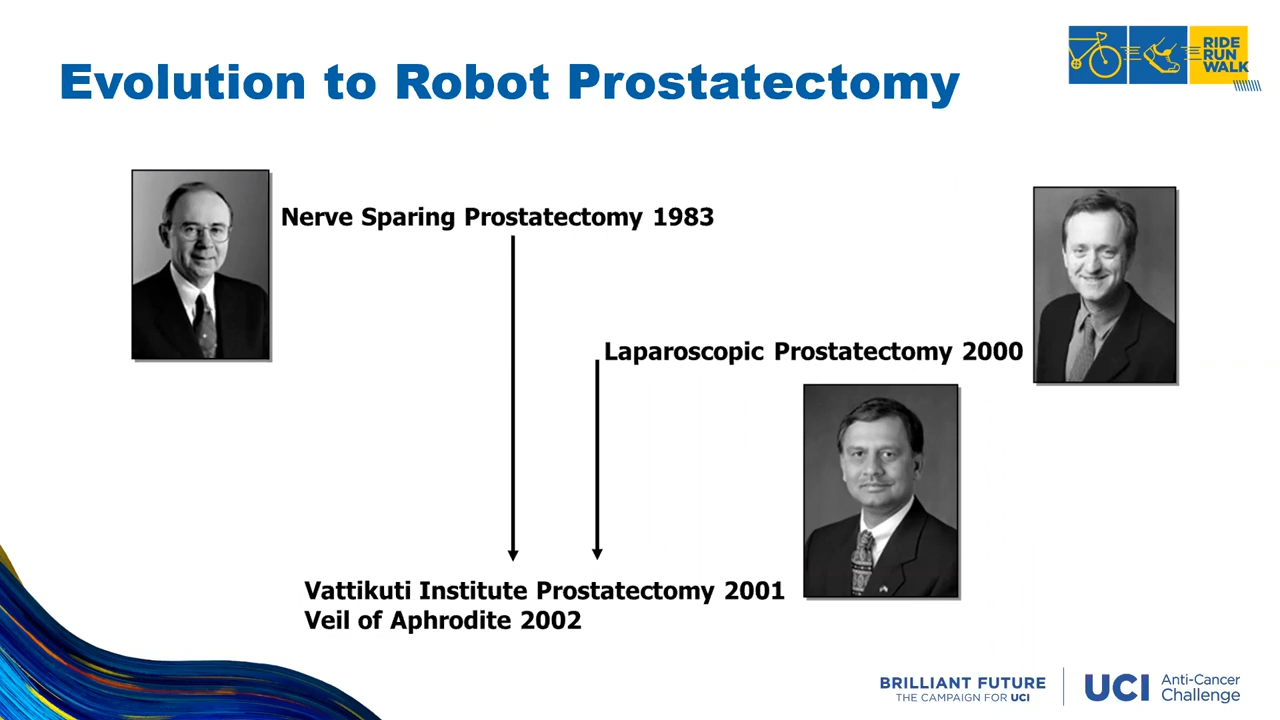 Evolution to Robot Prostatectomy
RIDE
RUN
WALK
Nerve Sparing Prostatectomy 1983
Laparoscopic Prostatectomy 2000
Vattikuti Institute Prostatectomy 2001
Veil of Aphrodite 2002
BRILLIANT FUTURE
THE CAMPAIGN FOR UCI
UCI
Anti-Cancer
Challenge